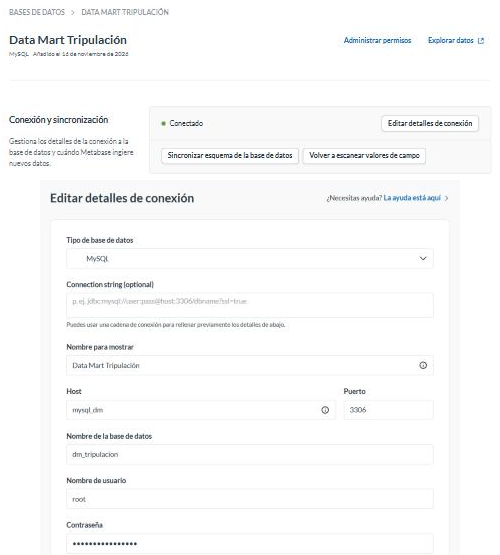 BASES DE DATOS > DATA MART TRIPULACIÓN
Data Mart Tripulación
Administrar permisos
Explorar datos
MySQL Añadido el 16 de noviembre de 2026
Conexión y sincronización
Gestiona los detalles de la conexión a la
base de datos y cuándo Metabase ingiere
nuevos datos.
Conectado
Editar detalles de conexión
Sincronizar esquema de la base de datos
Volver a escanear valores de campo
Editar detalles de conexión
¿Necesitas ayuda? La ayuda está aquí >
Tipo de base de datos
MySQL
Connection string (optional)
p. ej. jdbc:mysql://user:pass@host:3306/dbname?ssl=true
Puedes usar una cadena de conexión para rellenar previamente los detalles de abajo.
Nombre para mostrar
Data Mart Tripulación
Host
Puerto
mysql_dm
3306
Nombre de la base de datos
dm_tripulacion
Nombre de usuario
root
Contraseña
••••••••••••••••